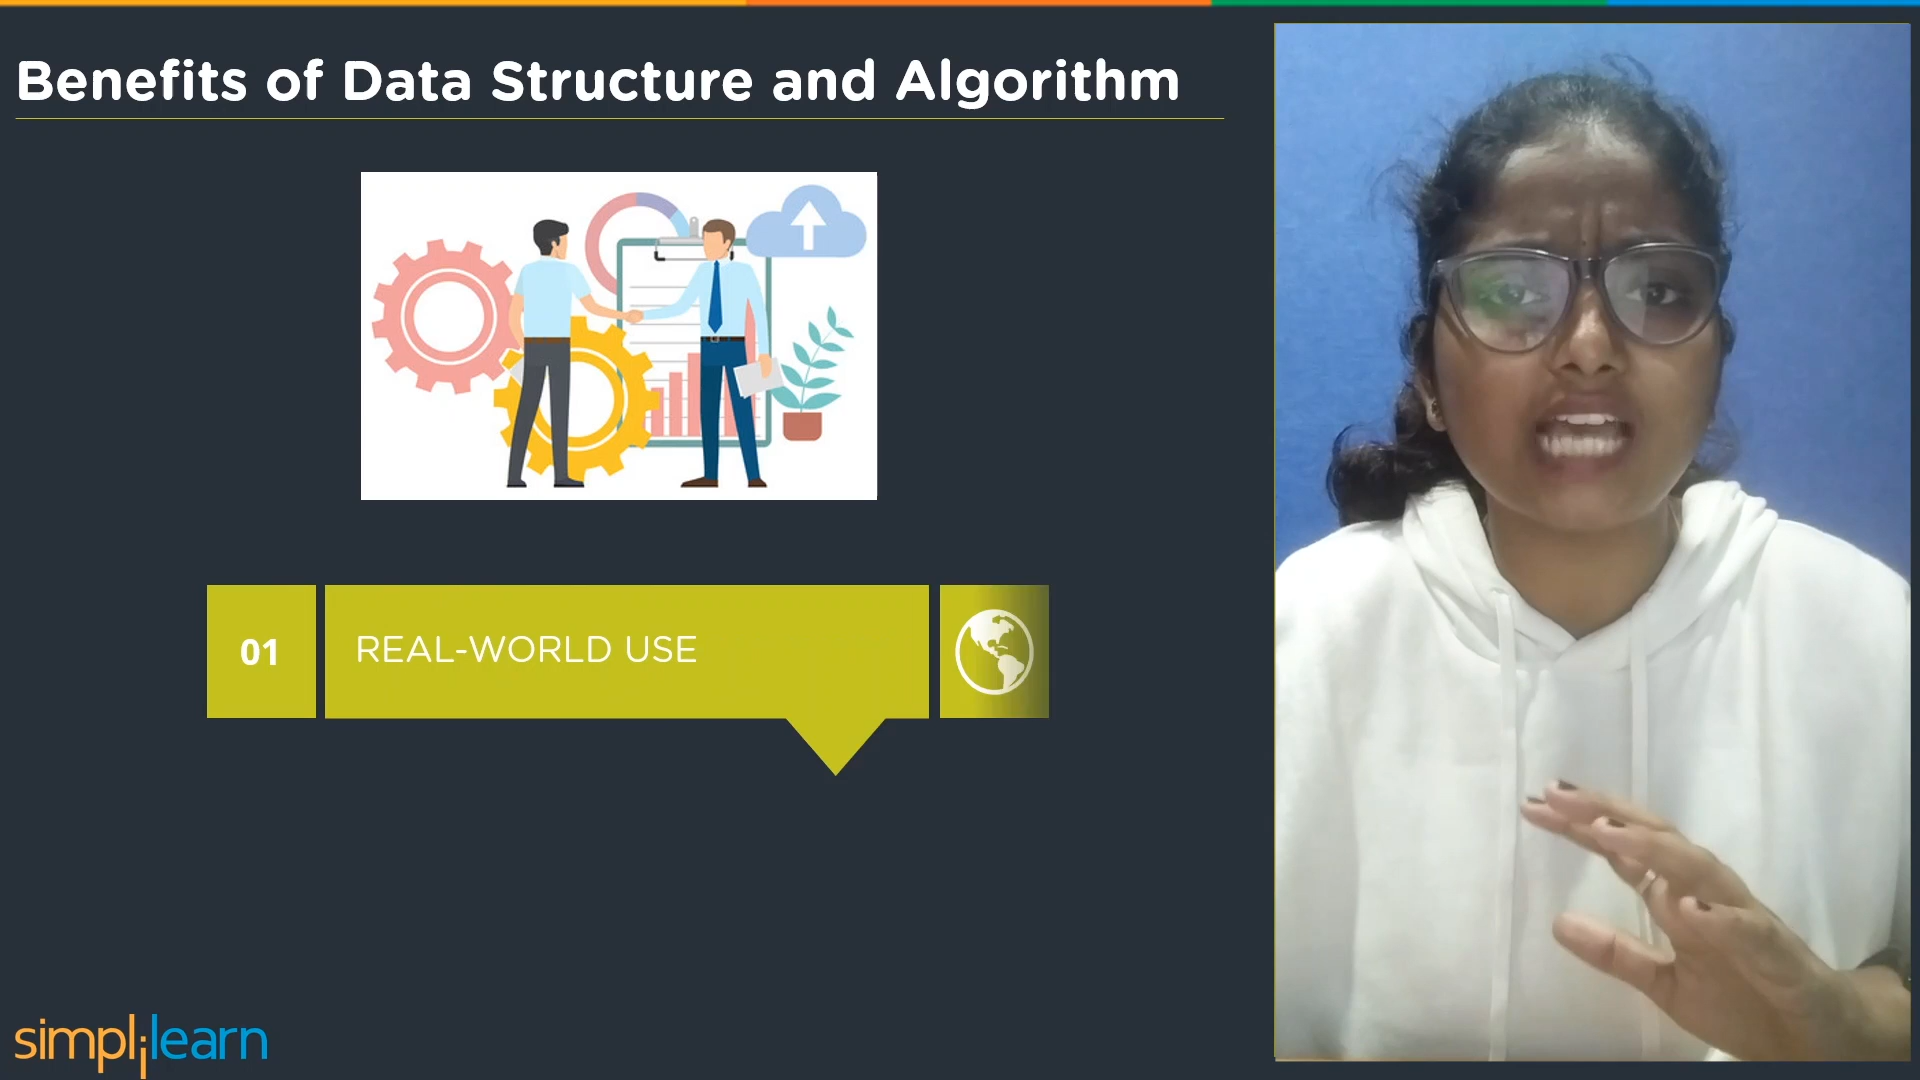 Benefits of Data Structure and Algorithm
01
REAL-WORLD USE
simplilearn